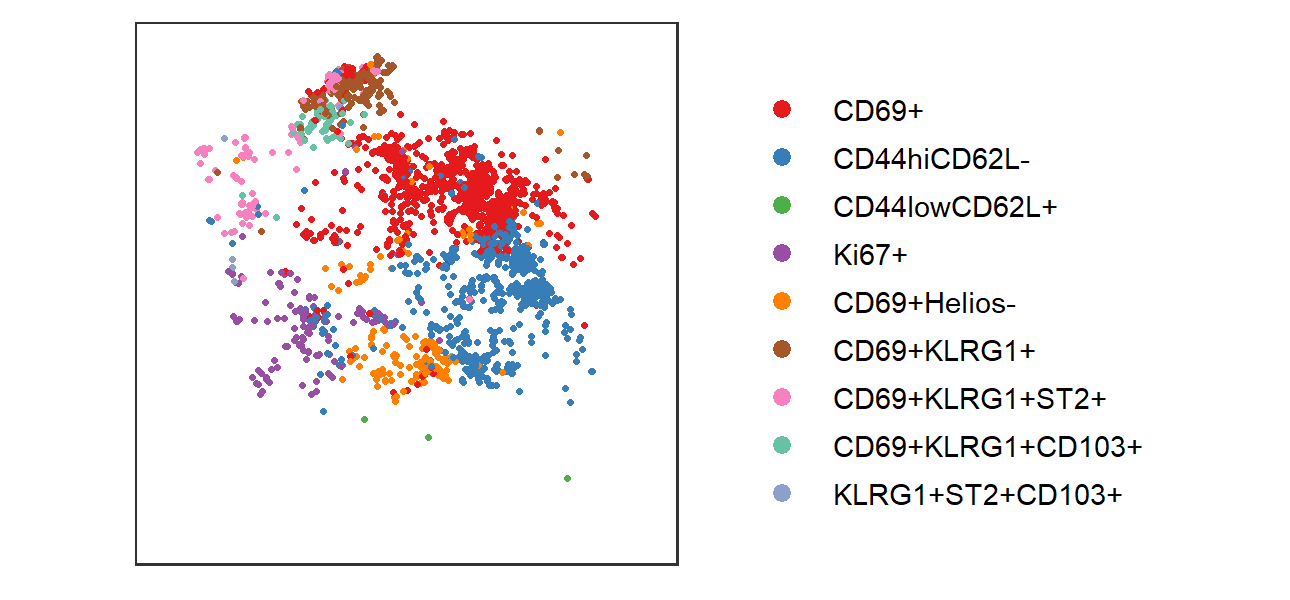 CD69+
CD44hiCD62L-
CD44lowCD62L+
Ki67+
CD69+Helios-
CD69+KLRG1+
CD69+KLRG1+ST2+
CD69+KLRG1+CD103+
KLRG1+ST2+CD103+